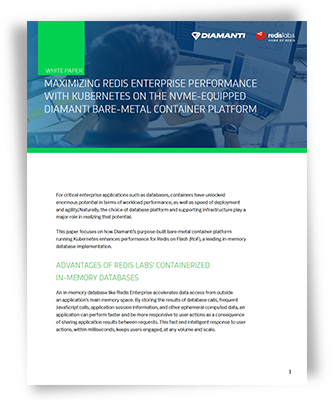 DIAMANTI
redislabs
HOME OF REDIS
WHITE PAPER
MAXIMIZING REDIS ENTERPRISE PERFORMANCE
WITH KUBERNETES ON THE NVME-EQUIPPED
DIAMANTI BARE-METAL CONTAINER PLATFORM
For critical enterprise applications such as databases, containers have unlocked
enormous potential in terms of workload performance, as well as speed of deployment
and agility.Naturally, the choice of database platform and supporting infrastructure play a
major role in realizing that potential.
This paper focuses on how Diamanti's purpose-built bare-metal container platform
running Kubernetes enhances performance for Redis on Flash (RoF), a leading in-memory
database implementation.
ADVANTAGES OF REDIS LABS' CONTAINERIZED
IN-MEMORY DATABASES
An in-memory database like Redis Enterprise accelerates data access from outside
an application's main memory space. By storing the results of database calls, frequent
JavaScript calls, application session information, and other ephemeral computed data, an
application can perform faster and be more responsive to user actions as a consequence
of sharing application results between requests. This fast and intelligent response to user
actions, within milliseconds, keeps users engaged, at any volume and scale.
1